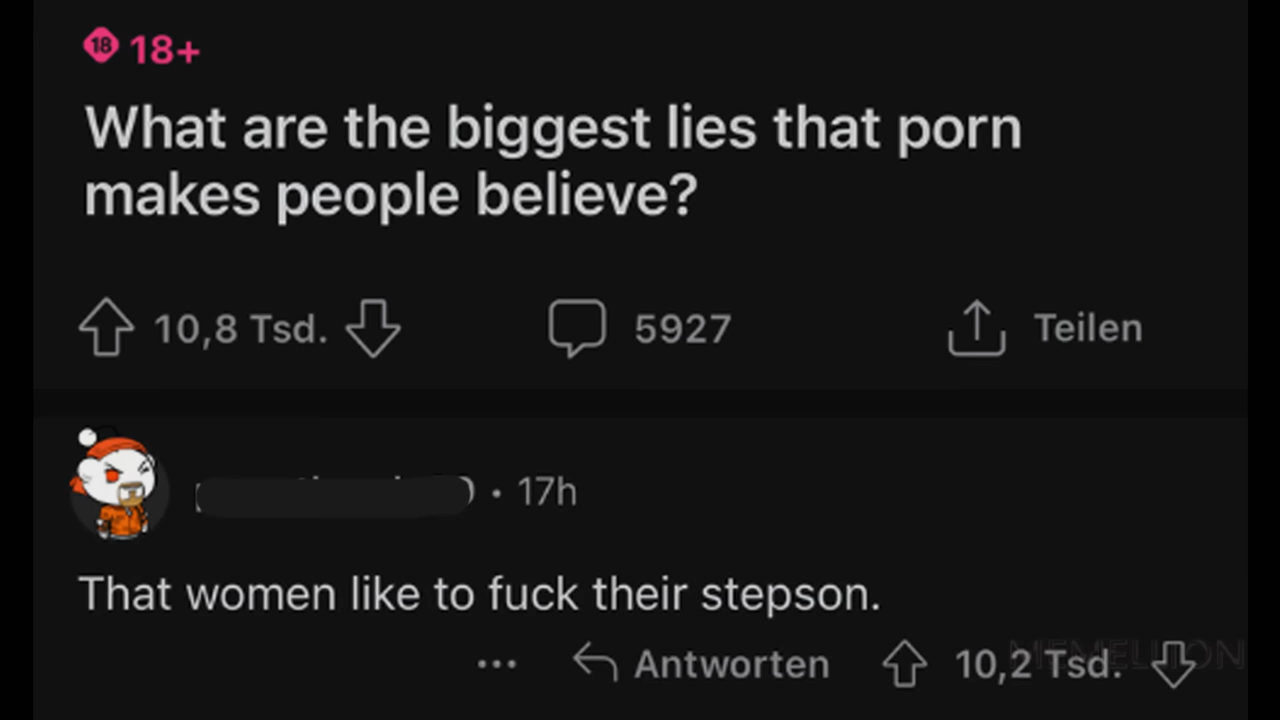 18 18+
What are the biggest lies that porn
makes people believe?
10,8 Tsd. 5927 Teilen
• 17h
That women like to fuck their stepson.
... Antworten 10,2 Tsd.